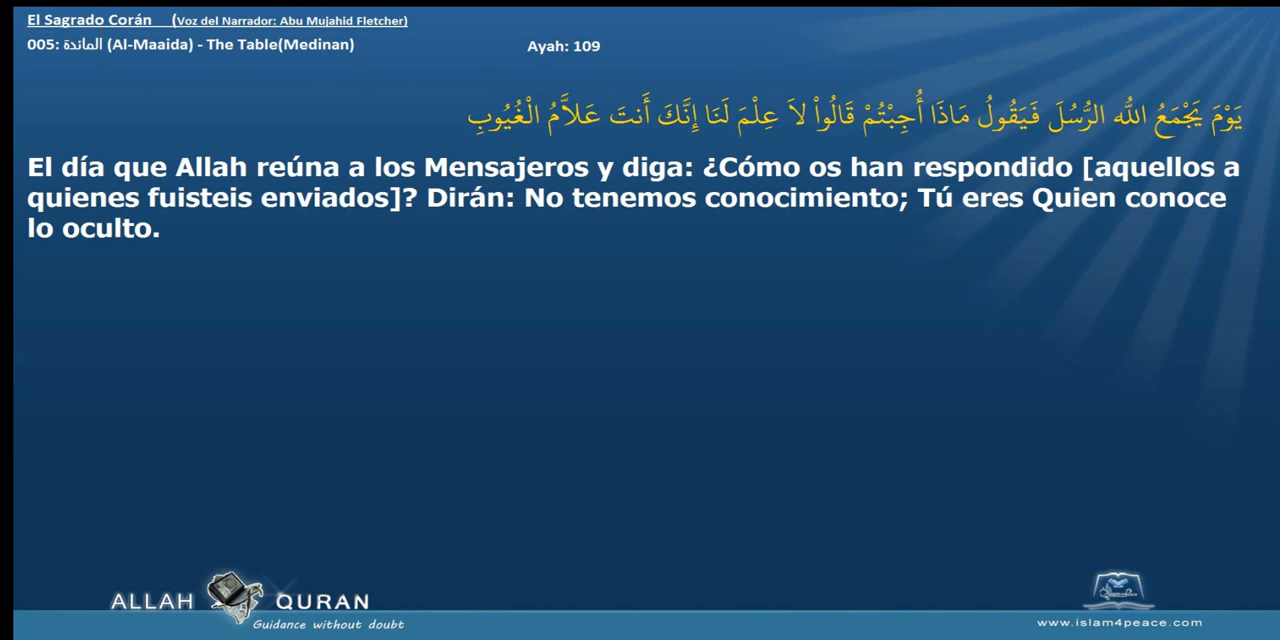 El Sagrado Corán (Voz del Narrador: Abu Mujahid Fletcher)
005: المائدة (Al-Maaida) - The Table(Medinan) Ayah: 109
يَوْمَ يَجْمَعُ اللّهُ الرُّسُلَ فَيَقُولُ مَاذَا أُجِبْتُمْ قَالُواْ لاَ عِلْمَ لَنَا إِنَّكَ أَنتَ عَلاَّمُ الْغُيُوبِ
El día que Allah reúna a los Mensajeros y diga: ¿Cómo os han respondido [aquellos a
quienes fuisteis enviados]? Dirán: No tenemos conocimiento; Tú eres Quien conoce
lo oculto.
ALLAH QURAN
Guidance without doubt
www.islam4peace.com